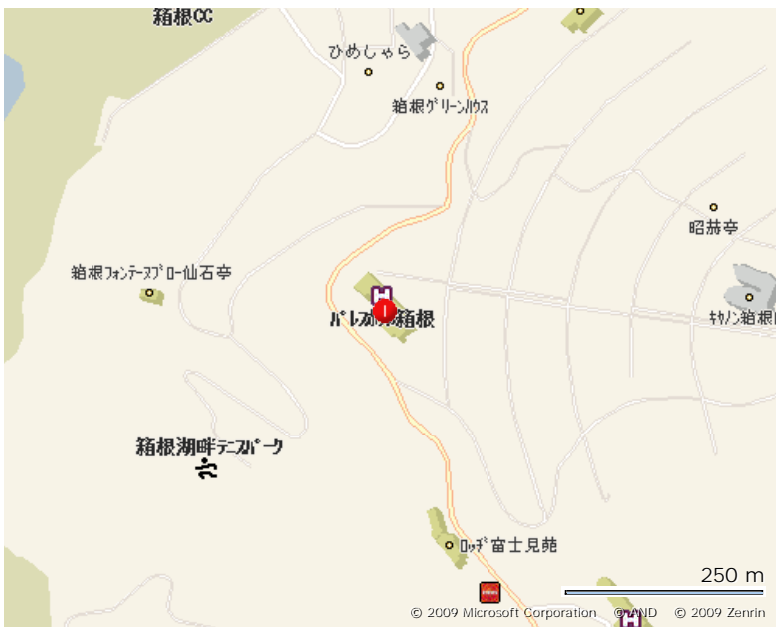 箱根CC
ひめしゃら
箱根グリーンハウス
昭恭亭
箱根フォンテーヌブロー仙石亭
パレスホテル箱根
キヤノン箱根
箱根湖畔テニスパーク
ロッヂ富士見苑
250 m
© 2009 Microsoft Corporation © AND © 2009 Zenrin